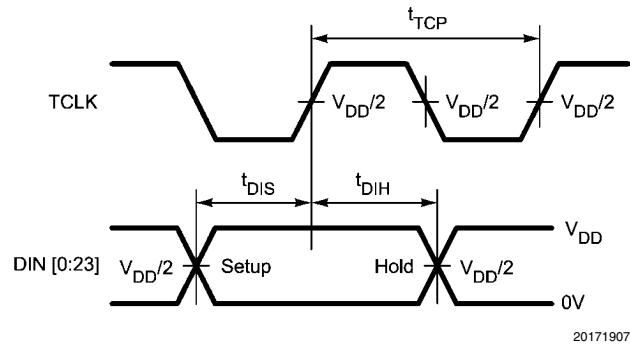 tTCP
TCLK
VDD/2
VDD/2
VDD/2
tDIS
tDIH
VDD
DIN [0:23]
VDD/2
Setup
Hold
VDD/2
0V
20171907